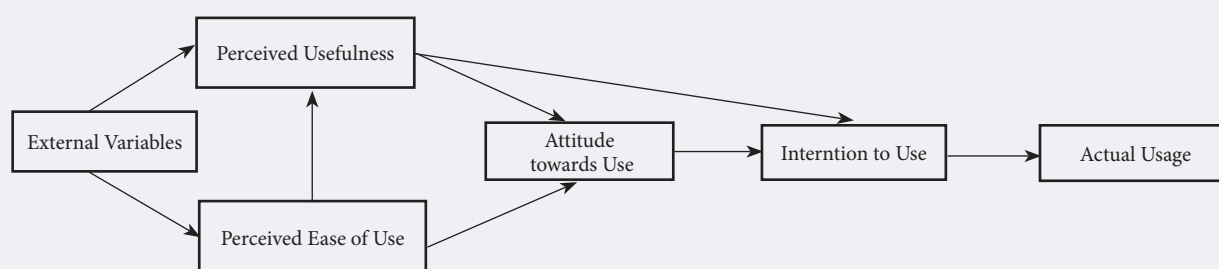 Perceived Usefulness
External Variables
Attitude
towards Use
Interntion to Use
Actual Usage
Perceived Ease of Use